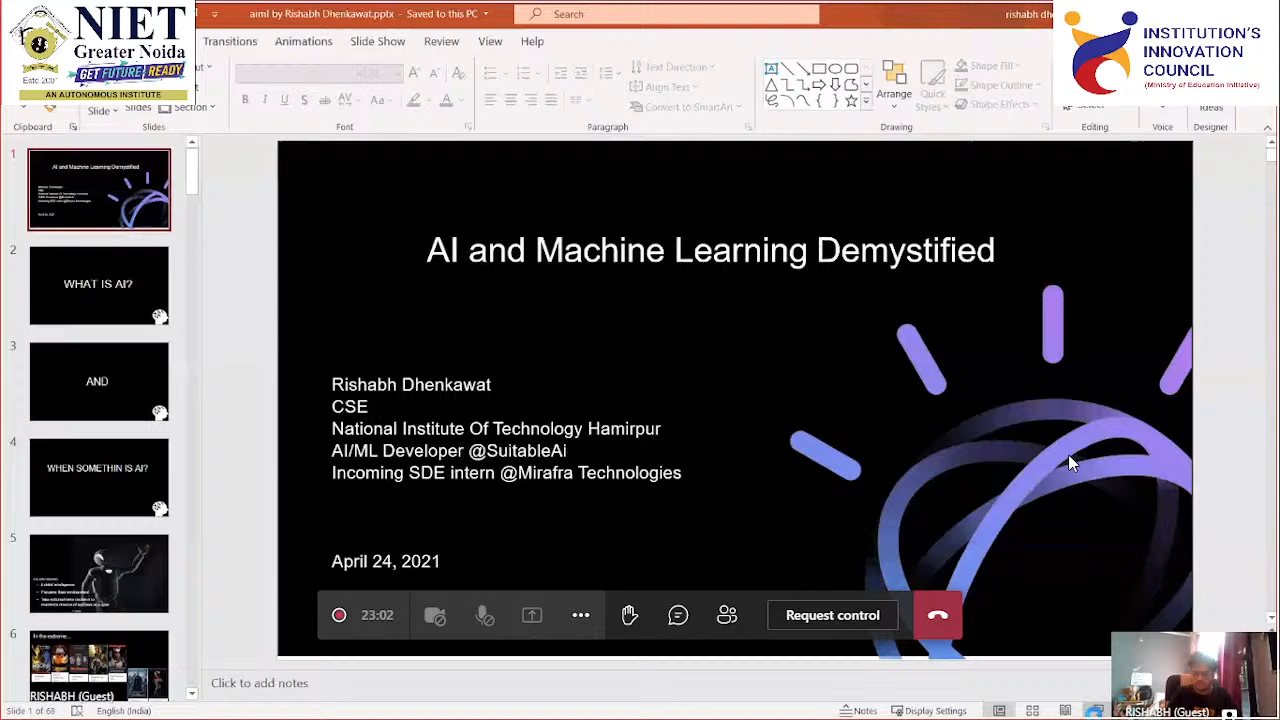 NIET
Greater Noida
GET FUTURE READY
AN AUTONOMOUS INSTITUTE
aiml by Rishabh Dhenkawat.pptx - Saved to this PC
Search
INSTITUTION'S
INNOVATION
COUNCIL
(Ministry of Education Initiative)
Transitions Animations Slide Show Review View Help
Text Direction
Align Text
Convert to SmartArt
Arrange
Quick
Styles
Shape Fill
Shape Outline
Shape Effects
Slide
Slides
Section
Select
Ideas
Clipboard Slides Font Paragraph Drawing Editing Voice Designer
1
AI and Machine Learning Demystified
2
WHAT IS AI?
3
AND
4
WHEN SOMETHIN IS AI?
5
6
In the extreme...
RISHABH (Guest)
AI and Machine Learning Demystified
Rishabh Dhenkawat
CSE
National Institute Of Technology Hamirpur
AI/ML Developer @SuitableAi
Incoming SDE intern @Mirafra Technologies
April 24, 2021
23:02
Request control
Click to add notes
RISHABH (Guest)
Slide 1 of 68 English (India) Notes Display Settings